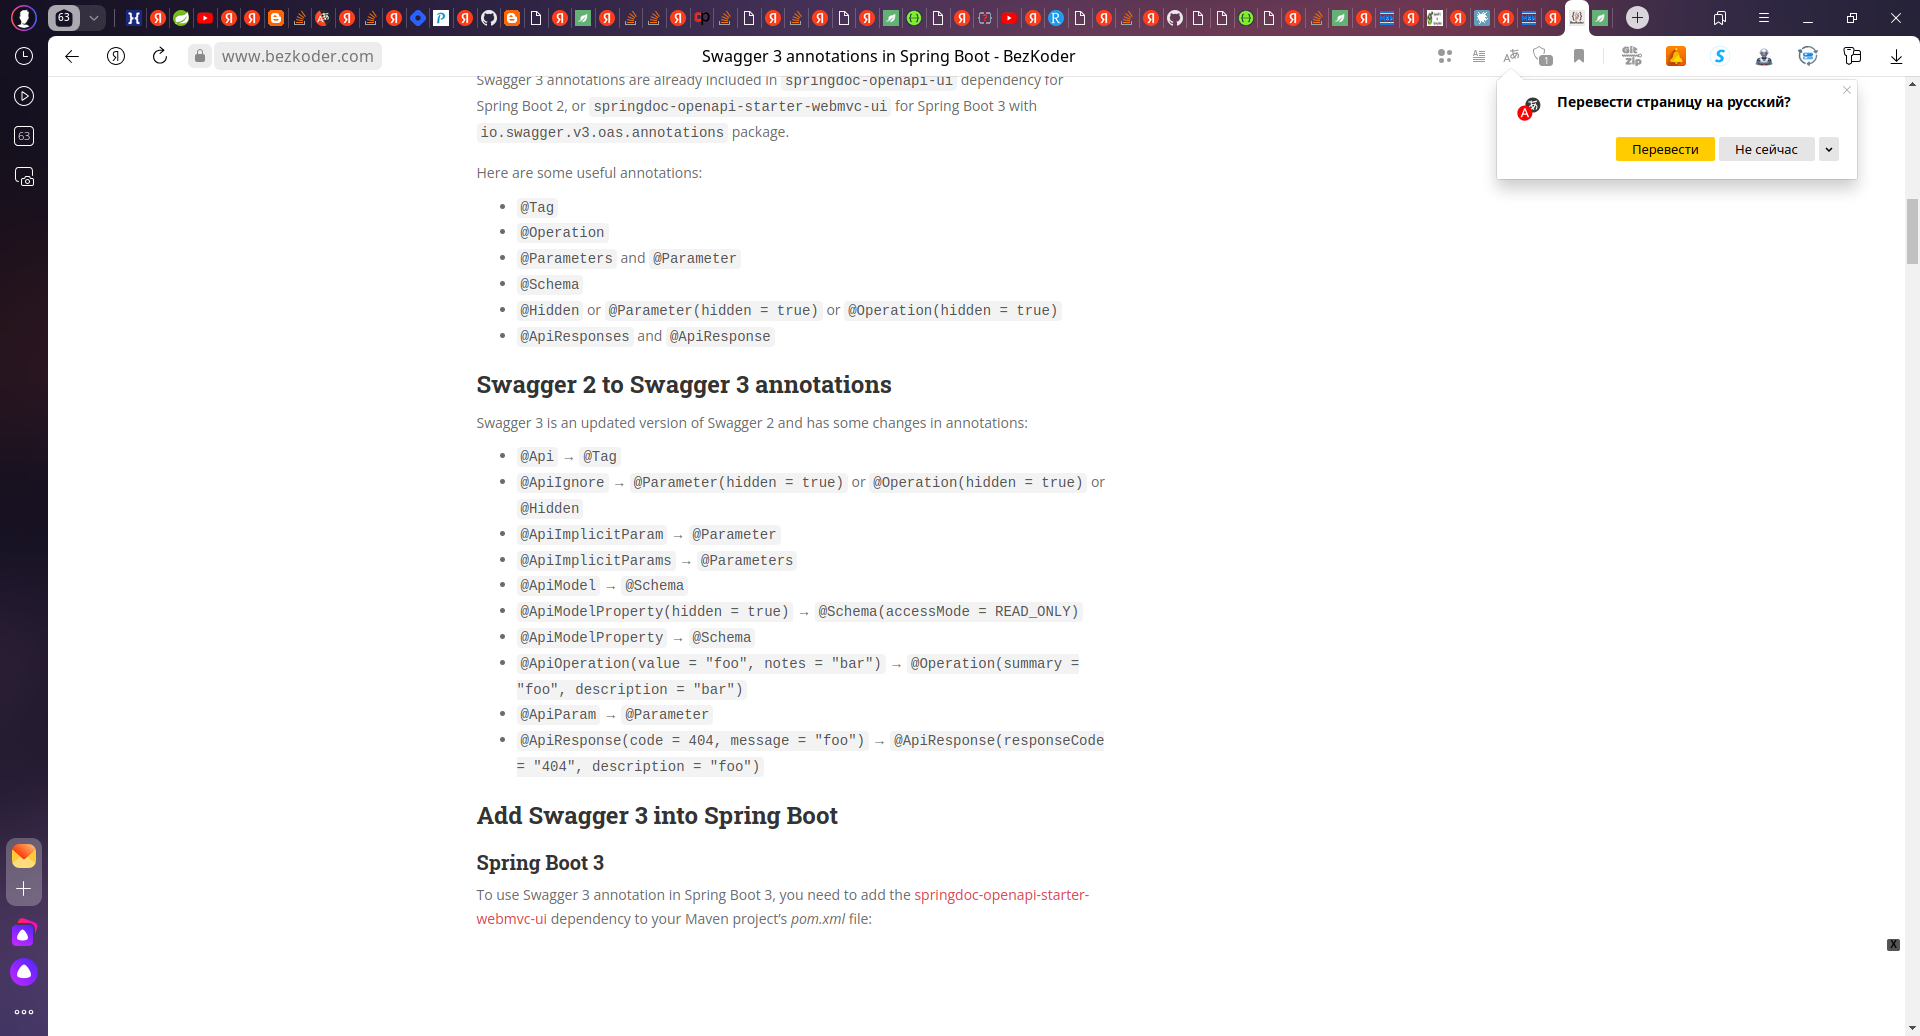 63
www.bezkoder.com
Swagger 3 annotations in Spring Boot - BezKoder
Swagger 3 annotations are already included in springdoc-openapi-ui dependency for
Spring Boot 2, or springdoc-openapi-starter-webmvc-ui for Spring Boot 3 with
io.swagger.v3.oas.annotations package.
Перевести страницу на русский?
Перевести
Не сейчас
63
Here are some useful annotations:
@Tag
@Operation
@Parameters and @Parameter
@Schema
@Hidden or @Parameter(hidden = true) or @Operation(hidden = true)
@ApiResponses and @ApiResponse
Swagger 2 to Swagger 3 annotations
Swagger 3 is an updated version of Swagger 2 and has some changes in annotations:
@Api → @Tag
@ApiIgnore → @Parameter(hidden = true) or @Operation(hidden = true) or
@Hidden
@ApiImplicitParam → @Parameter
@ApiImplicitParams → @Parameters
@ApiModel → @Schema
@ApiModelProperty(hidden = true) → @Schema(accessMode = READ_ONLY)
@ApiModelProperty → @Schema
@ApiOperation(value = "foo", notes = "bar") → @Operation(summary =
"foo", description = "bar")
@ApiParam → @Parameter
@ApiResponse(code = 404, message = "foo") → @ApiResponse(responseCode
= "404", description = "foo")
Add Swagger 3 into Spring Boot
Spring Boot 3
To use Swagger 3 annotation in Spring Boot 3, you need to add the springdoc-openapi-starter-
webmvc-ui dependency to your Maven project's pom.xml file:
X